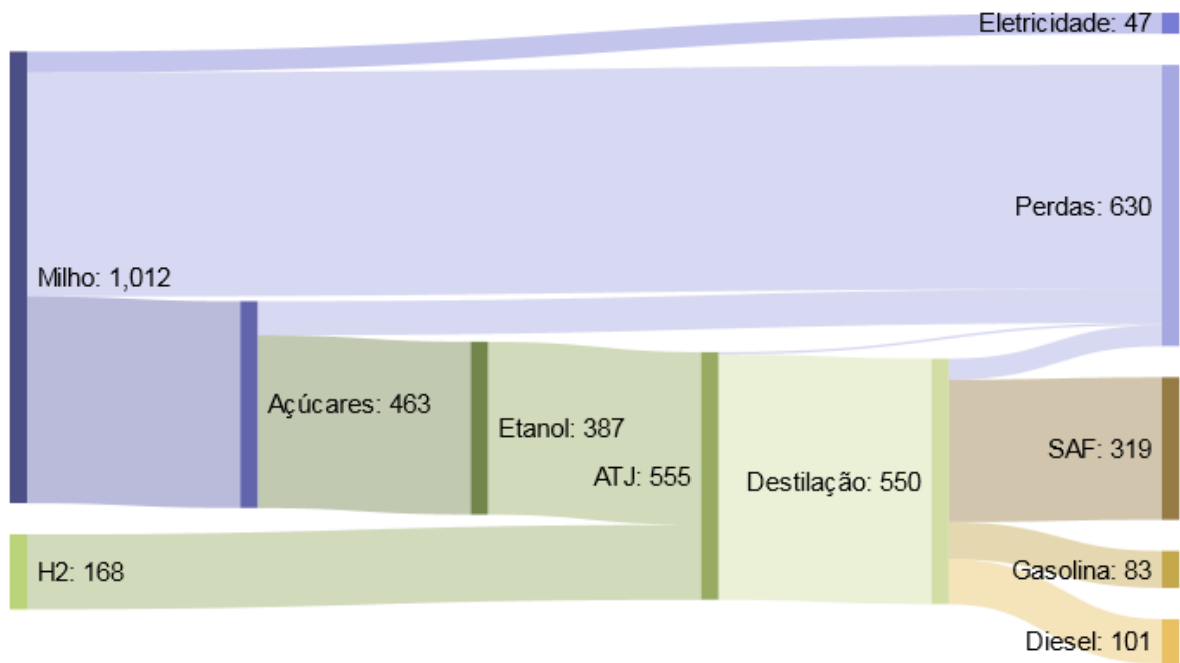 Eletricidade: 47
Perdas: 630
Milho: 1,012
Açúcares: 463
Etanol: 387
ATJ: 555
Destilação: 550
SAF: 319
H2: 168
Gasolina: 83
Diesel: 101